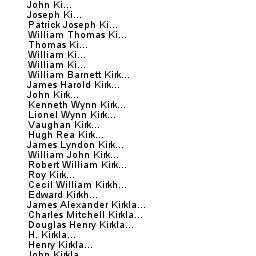 John Ki...
Joseph Ki...
Patrick Joseph Ki...
William Thomas Ki...
Thomas Ki...
William Ki...
William Ki...
William Barnett Kirk...
James Harold Kirk...
John Kirk...
Kenneth Wynn Kirk...
Lionel Wynn Kirk...
Vaughan Kirk...
Hugh Rea Kirk...
James Lyndon Kirk...
William John Kirk...
Robert William Kirk...
Roy Kirk...
Cecil William Kirkh...
Edward Kirkh...
James Alexander Kirkla...
Charles Mitchell Kirkla...
Douglas Henry Kirkla...
H. Kirkla...
Henry Kirkla...
John Kirkla...